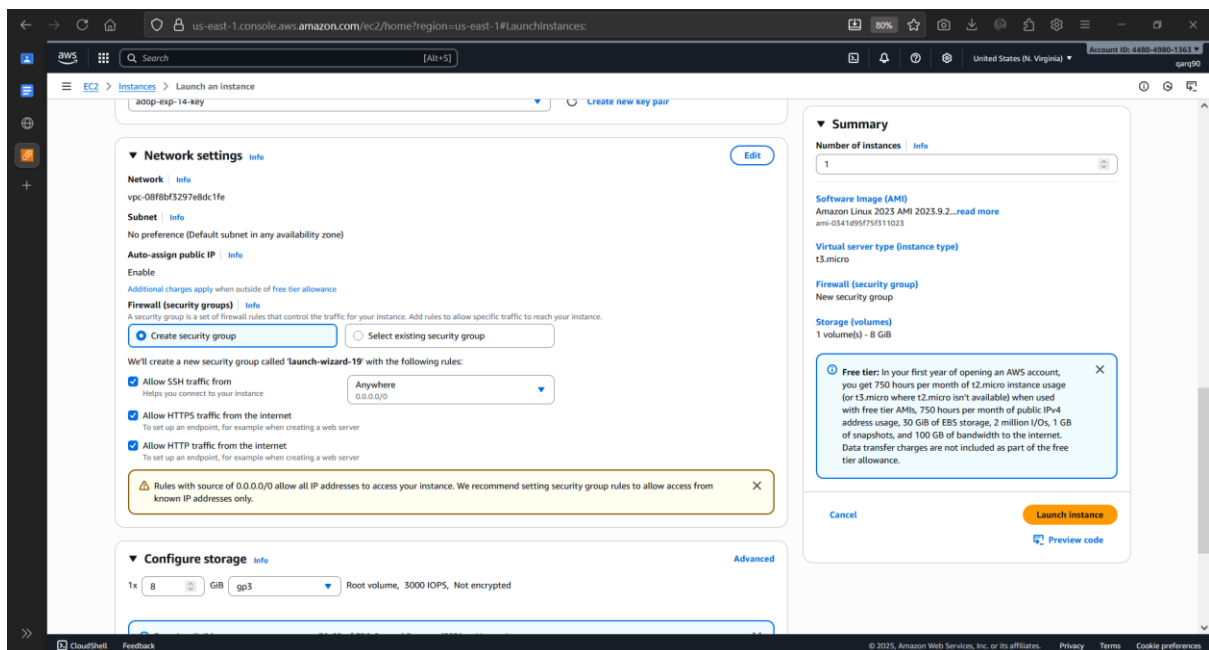 us-east-1.console.aws.amazon.com/ec2/home?region=us-east-1#LaunchInstances:
80%
aws
Search
[Alt+S]
United States (N. Virginia)
Account ID: 4480-4980-1363
qarq90
EC2 > Instances > Launch an instance
adop-exp-14-key
Create new key pair
Network settings Info
Edit
Network Info
vpc-08f8bf3297e8dc1fe
Subnet Info
No preference (Default subnet in any availability zone)
Auto-assign public IP Info
Enable
Additional charges apply when outside of free tier allowance
Firewall (security groups) Info
A security group is a set of firewall rules that control the traffic for your instance. Add rules to allow specific traffic to reach your instance.
Create security group
Select existing security group
We'll create a new security group called 'launch-wizard-19' with the following rules:
Allow SSH traffic from
Helps you connect to your instance
Anywhere
0.0.0.0/0
Allow HTTPS traffic from the internet
To set up an endpoint, for example when creating a web server
Allow HTTP traffic from the internet
To set up an endpoint, for example when creating a web server
Rules with source of 0.0.0.0/0 allow all IP addresses to access your instance. We recommend setting security group rules to allow access from
known IP addresses only.
Configure storage Info
Advanced
1x 8 GiB gp3 Root volume, 3000 IOPS, Not encrypted
Summary
Number of instances Info
1
Software Image (AMI)
Amazon Linux 2023 AMI 2023.9.2...read more
ami-0341d95f75f311023
Virtual server type (instance type)
t3.micro
Firewall (security group)
New security group
Storage (volumes)
1 volume(s) - 8 GiB
Free tier: In your first year of opening an AWS account,
you get 750 hours per month of t2.micro instance usage
(or t3.micro where t2.micro isn't available) when used
with free tier AMIs, 750 hours per month of public IPv4
address usage, 30 GiB of EBS storage, 2 million I/Os, 1 GB
of snapshots, and 100 GB of bandwidth to the internet.
Data transfer charges are not included as part of the free
tier allowance.
Cancel
Launch instance
Preview code
CloudShell Feedback
© 2025, Amazon Web Services, Inc. or its affiliates. Privacy Terms Cookie preferences